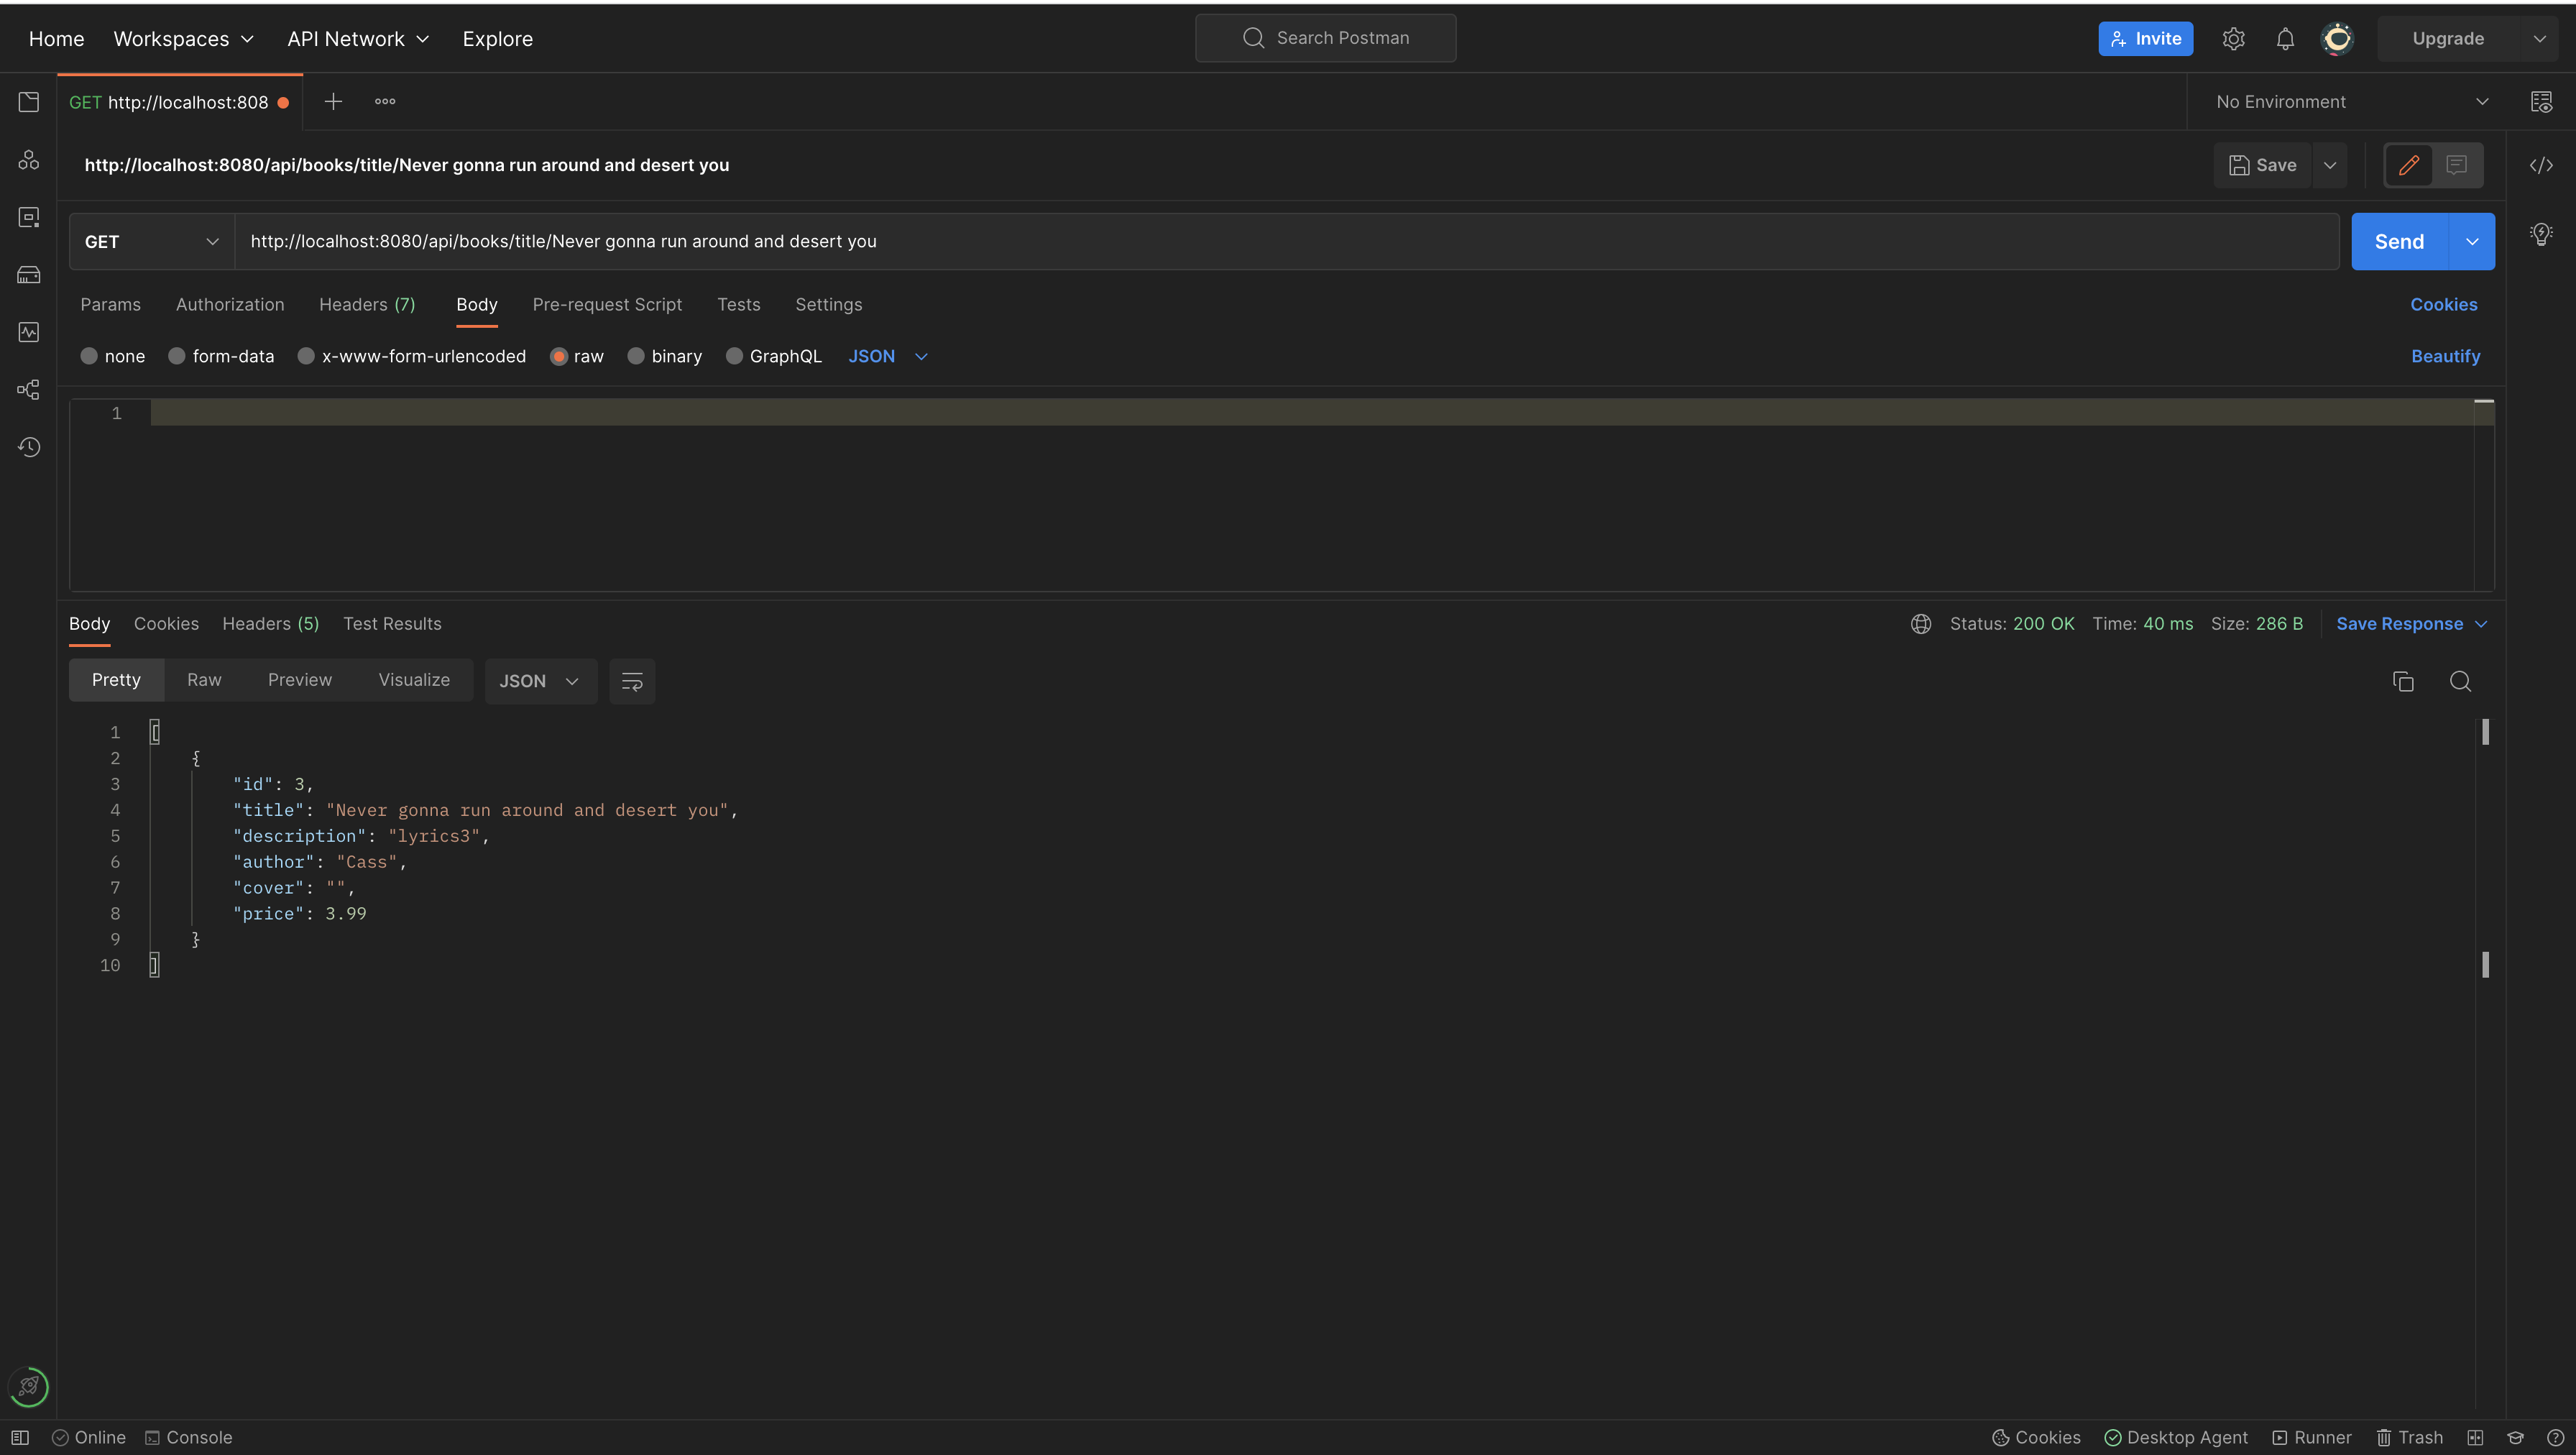 Home Workspaces API Network Explore Search Postman Invite Upgrade
GET http://localhost:808 No Environment
http://localhost:8080/api/books/title/Never gonna run around and desert you Save
GET http://localhost:8080/api/books/title/Never gonna run around and desert you Send
Params Authorization Headers (7) Body Pre-request Script Tests Settings Cookies
none form-data x-www-form-urlencoded raw binary GraphQL JSON Beautify
1
Body Cookies Headers (5) Test Results Status: 200 OK Time: 40 ms Size: 286 B Save Response
Pretty Raw Preview Visualize JSON
1 [
2 {
3 "id": 3,
4 "title": "Never gonna run around and desert you",
5 "description": "lyrics3",
6 "author": "Cass",
7 "cover": "",
8 "price": 3.99
9 }
10 ]
Online Console Cookies Desktop Agent Runner Trash